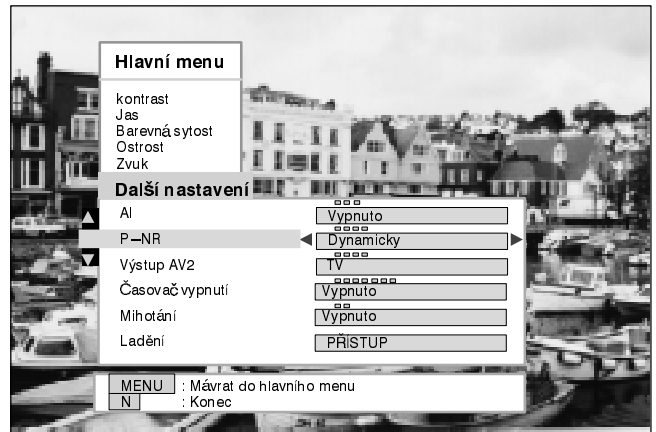 Hlavní menu
kontrast
Jas
Barevná sytost
Ostrost
Zvuk
Další nastavení
AI Vypnuto
P–NR Dynamicky
Výstup AV2 TV
Časovač vypnutí Vypnuto
Mihotání Vypnuto
Ladění PŘÍSTUP
MENU : Mávrat do hlavního menu
N : Konec